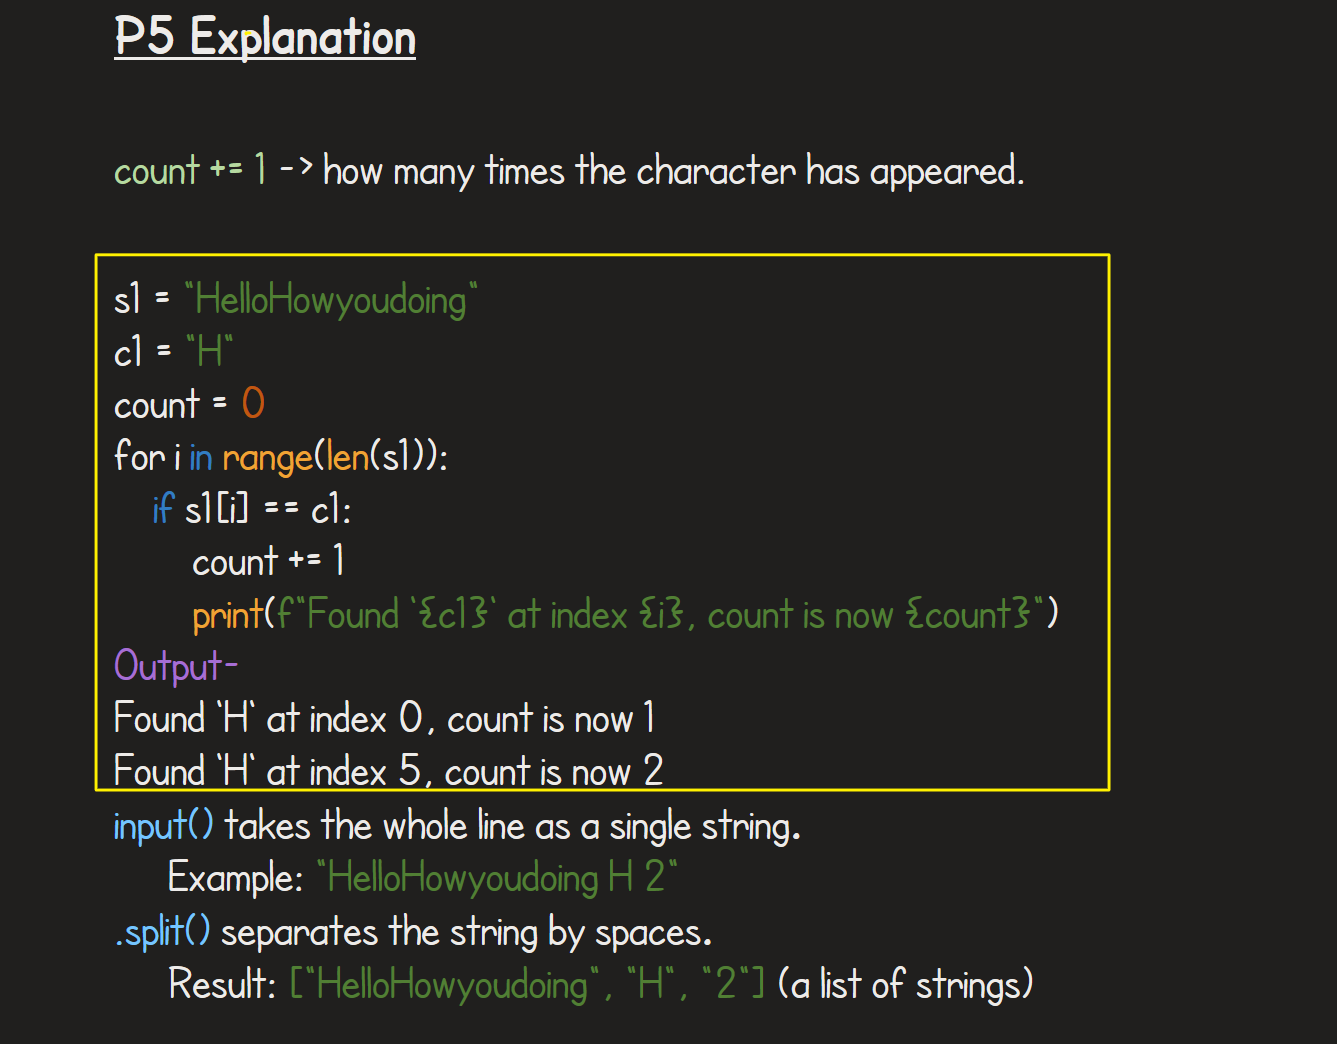 P5 Explanation
count += 1 -> how many times the character has appeared.
s1 = "HelloHowyoudoing"
c1 = "H"
count = 0
for i in range(len(s1)):
if s1[i] == c1:
count += 1
print(f"Found '{c1}' at index {i}, count is now {count}")
Output-
Found 'H' at index 0, count is now 1
Found 'H' at index 5, count is now 2
input() takes the whole line as a single string.
Example: "HelloHowyoudoing H 2"
.split() separates the string by spaces.
Result: ["HelloHowyoudoing", "H", "2"] (a list of strings)